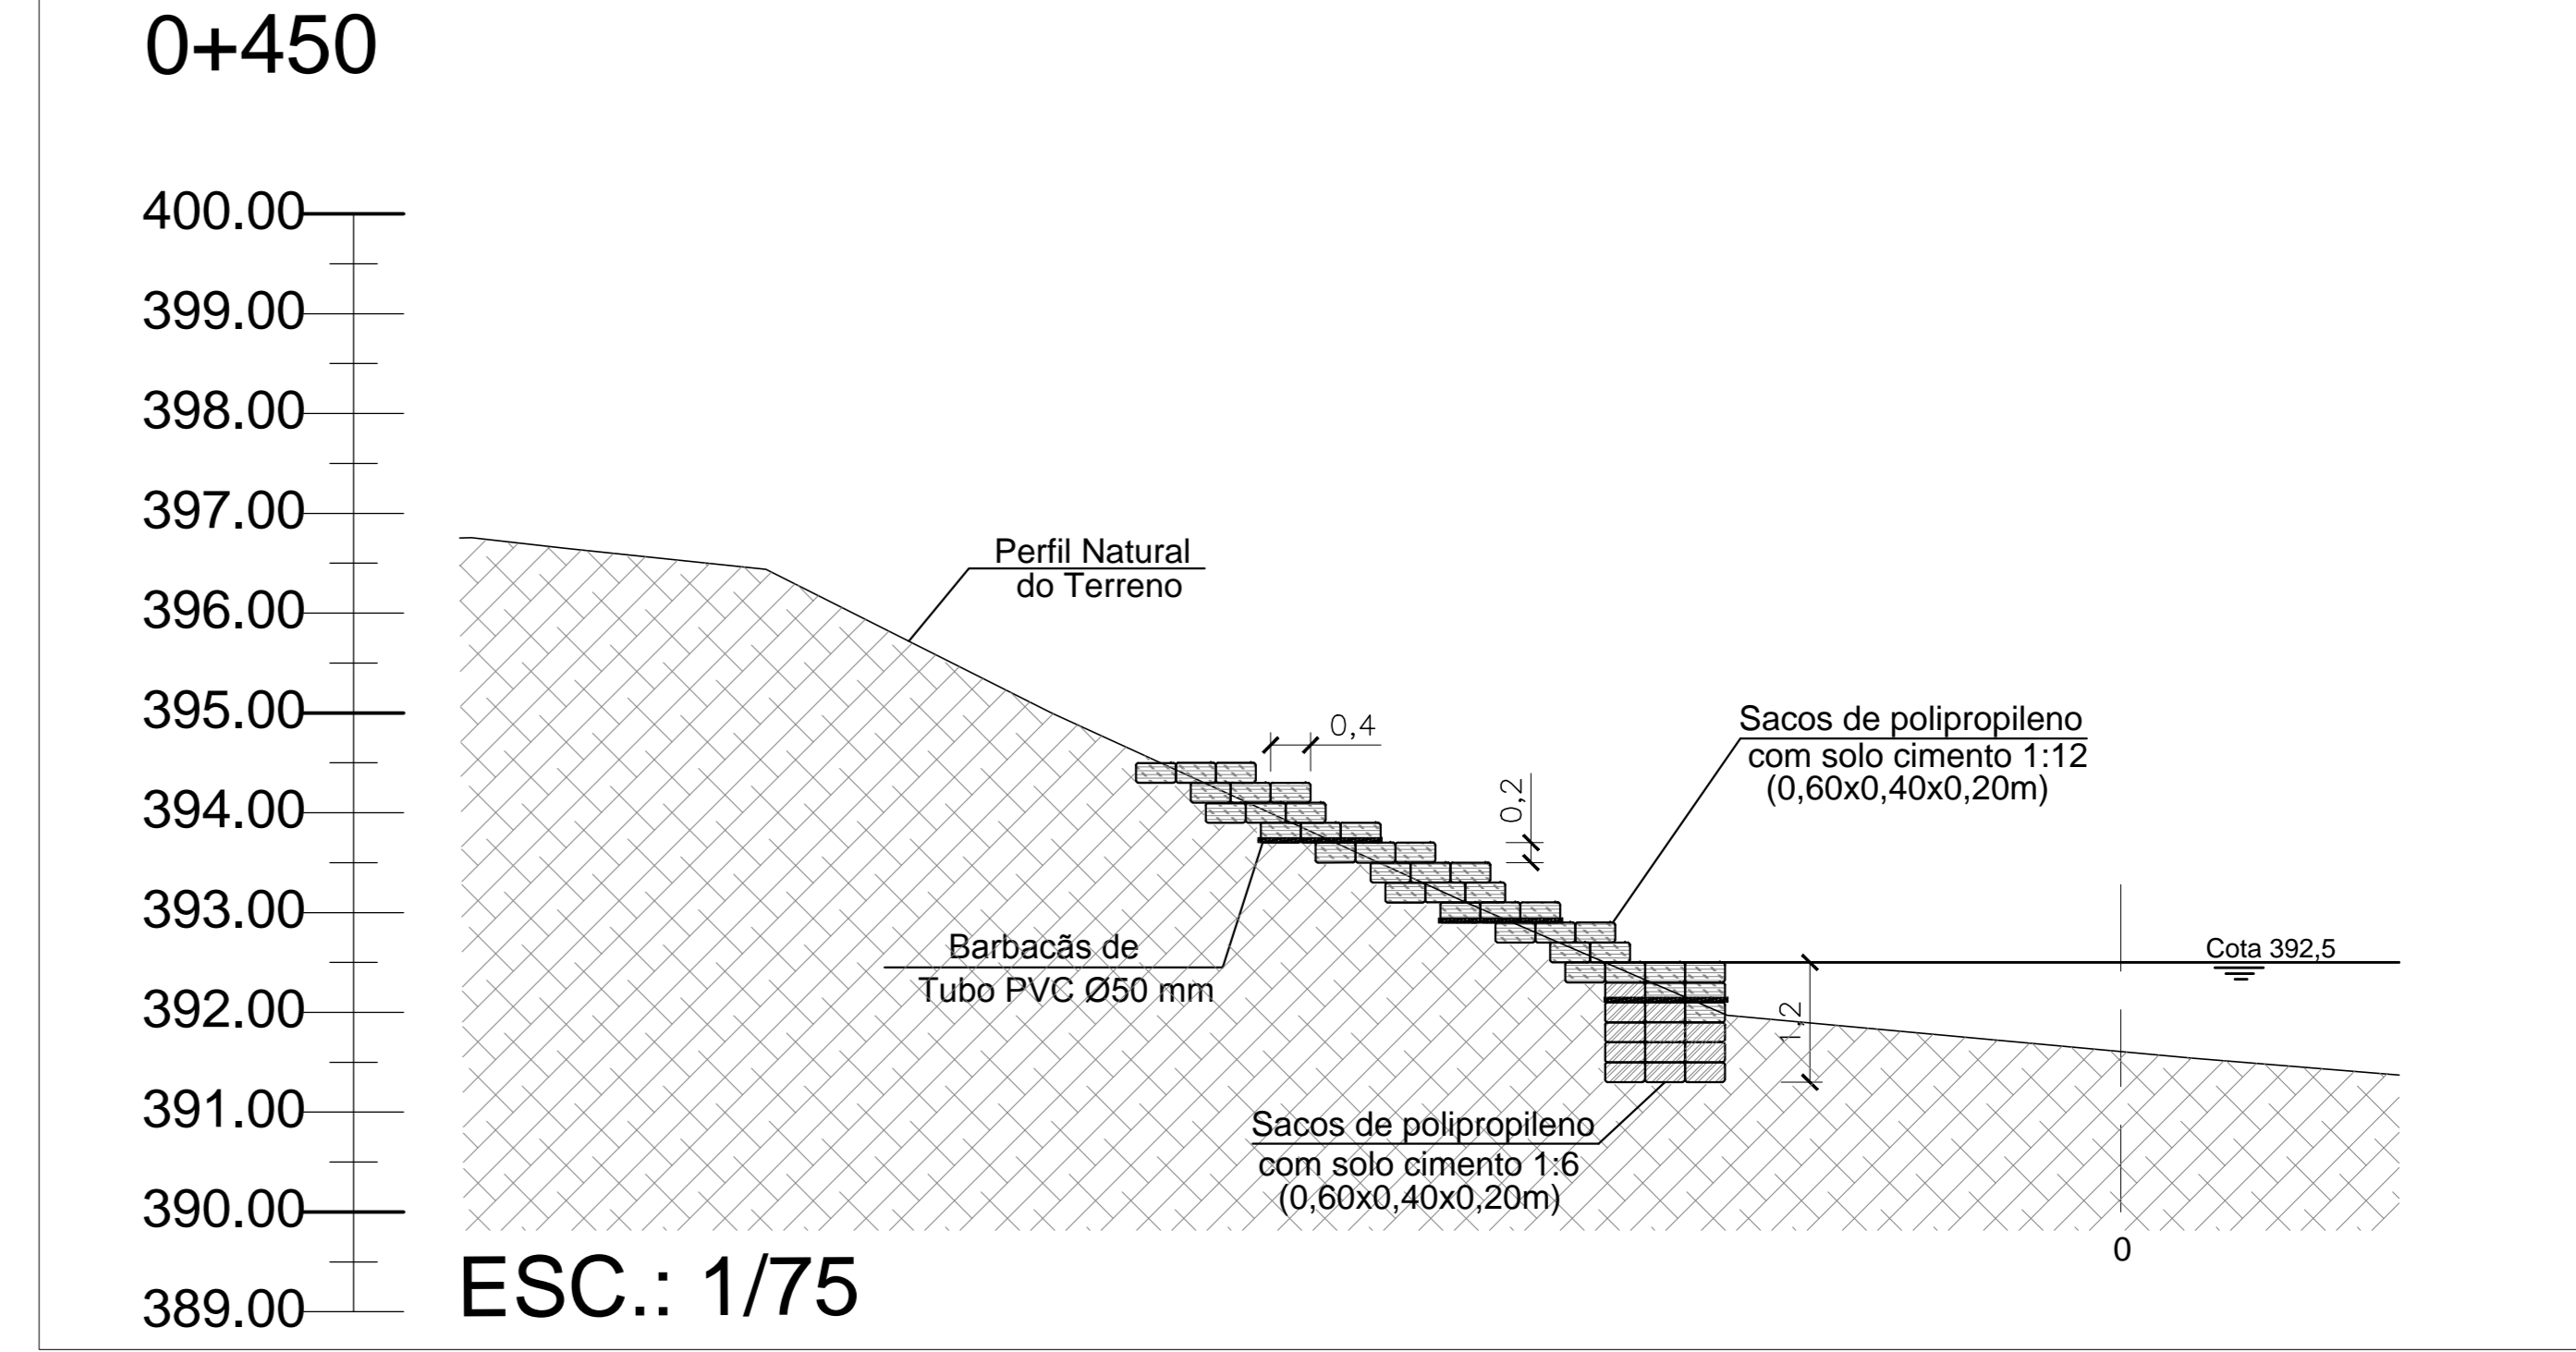 0+450
400.00
399.00
398.00
397.00
396.00
395.00
394.00
393.00
392.00
391.00
390.00
389.00
Perfil Natural
do Terreno
0,4
0,2
Sacos de polipropileno
com solo cimento 1:12
(0,60x0,40x0,20m)
Barbacãs de
Tubo PVC Ø50 mm
Cota 392,5
1,2
Sacos de polipropileno
com solo cimento 1:6
(0,60x0,40x0,20m)
0
ESC.: 1/75